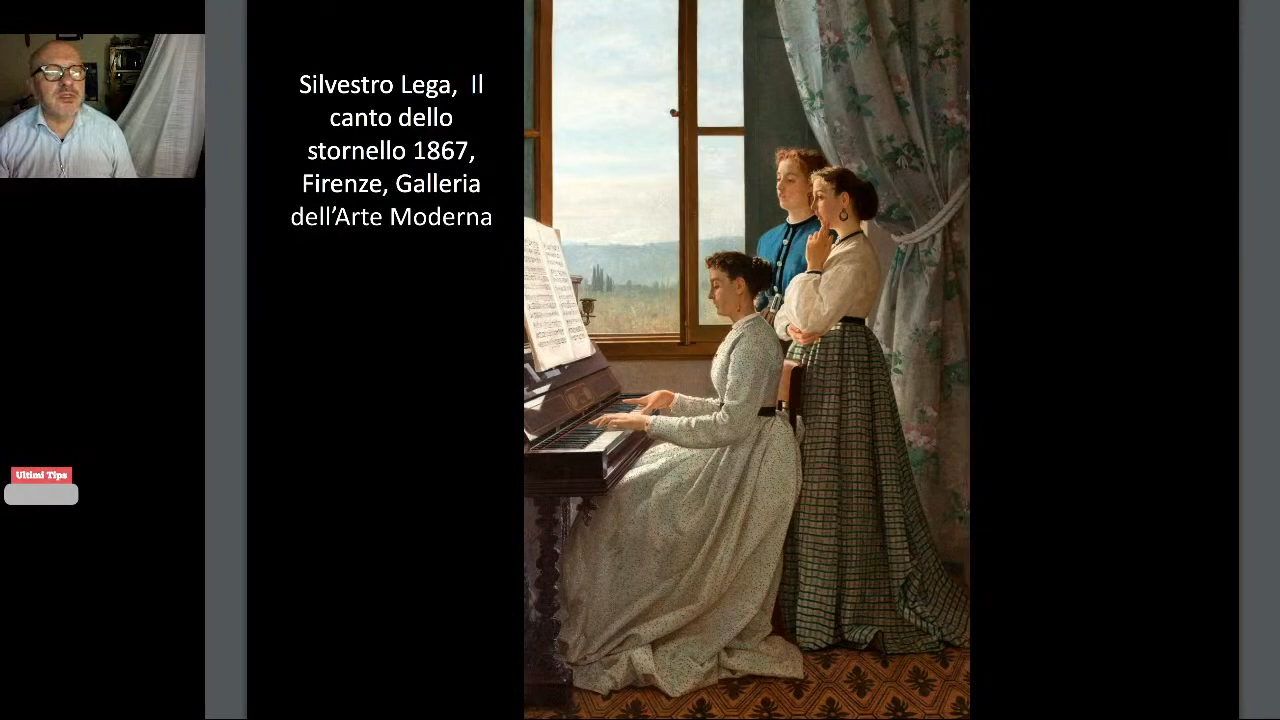 Silvestro Lega,  Il
canto dello
stornello 1867,
Firenze, Galleria
dell’Arte Moderna
Ultimi Tips